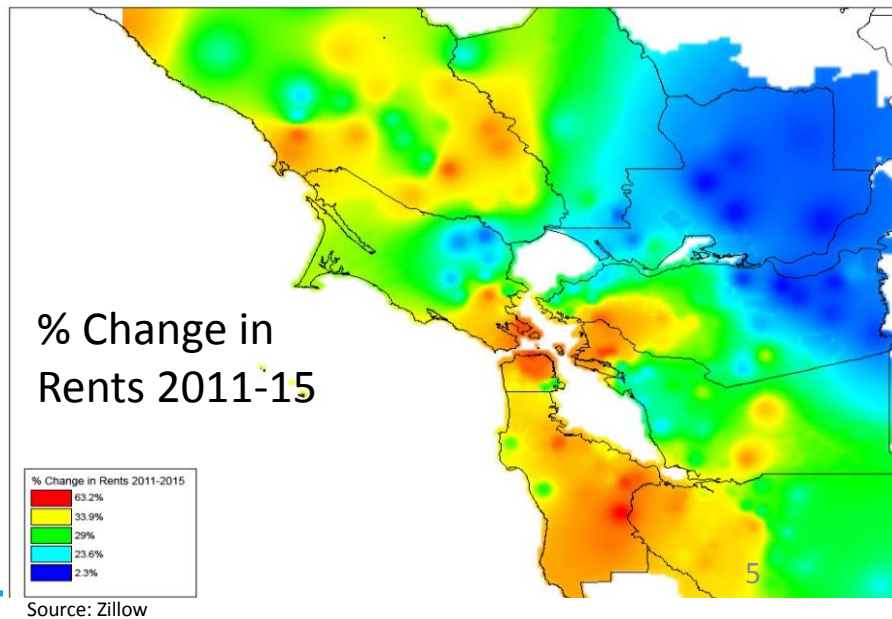 % Change in
Rents 2011-15
% Change in Rents 2011-2015
63.2%
33.9%
29%
23.6%
2.3%
5
Source: Zillow